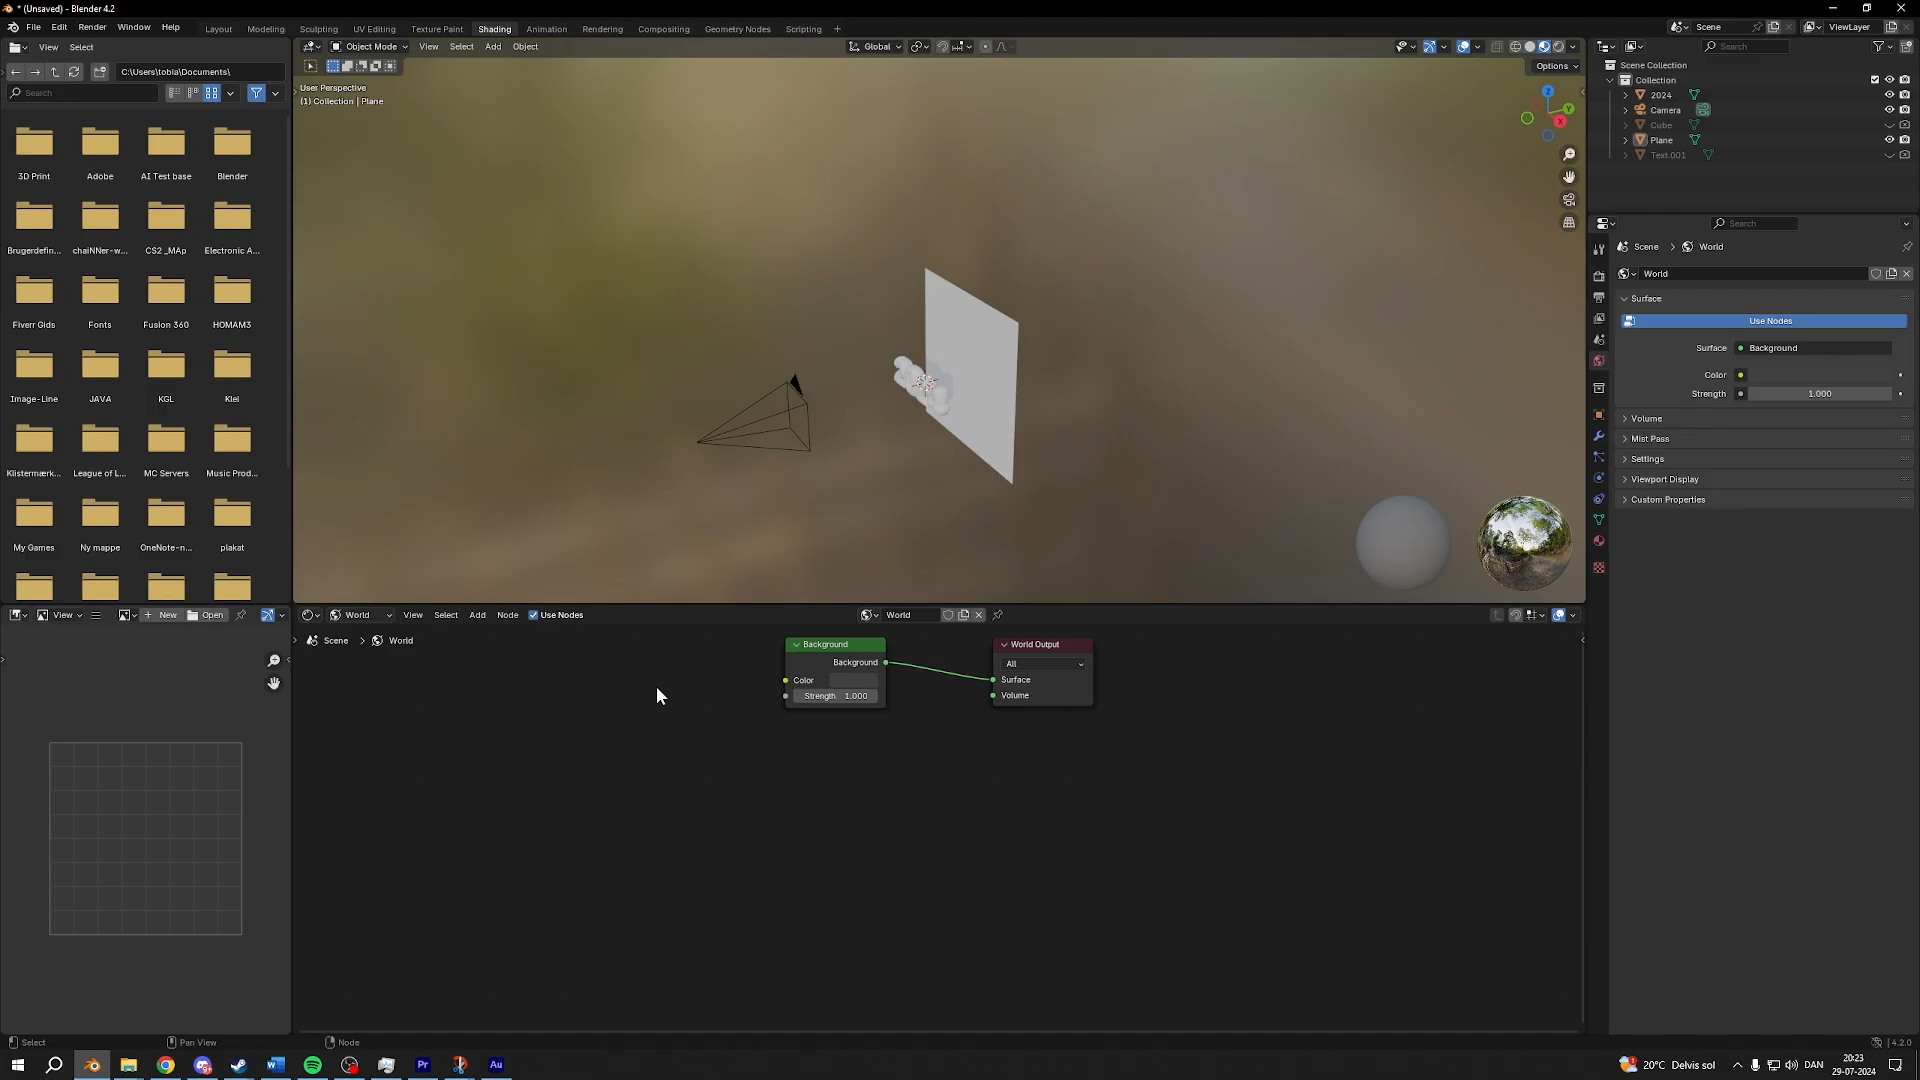 * (Unsaved) - Blender 4.2
File Edit Render Window Help
Layout Modeling Sculpting UV Editing Texture Paint Shading Animation Rendering Compositing Geometry Nodes Scripting +
Scene
ViewLayer
View Select
Object Mode View Select Add Object
Global
Search
C:\Users\tobia\Documents\
Search
Options
User Perspective
(1) Collection | Plane
Scene Collection
Collection
2024
Camera
Cube
Plane
Text.001
3D Print Adobe AI Test base Blender
Brugerdefin... chaiNNer-w... CS2 _MAp Electronic A...
Fiverr Gids Fonts Fusion 360 HOMAM3
Image-Line JAVA KGL Klei
Klistermærk... League of L... MC Servers Music Prod...
My Games Ny mappe OneNote-n... plakat
Z
Y
X
Search
Scene > World
World
Surface
Use Nodes
Surface Background
Color
Strength 1.000
Volume
Mist Pass
Settings
Viewport Display
Custom Properties
View New Open
World View Select Add Node Use Nodes
World
Scene > World
Background
Background
Color
Strength 1.000
World Output
All
Surface
Volume
Select Pan View Node
4.2.0
Pr
Au
20°C Delvis sol
DAN
20:23
29-07-2024